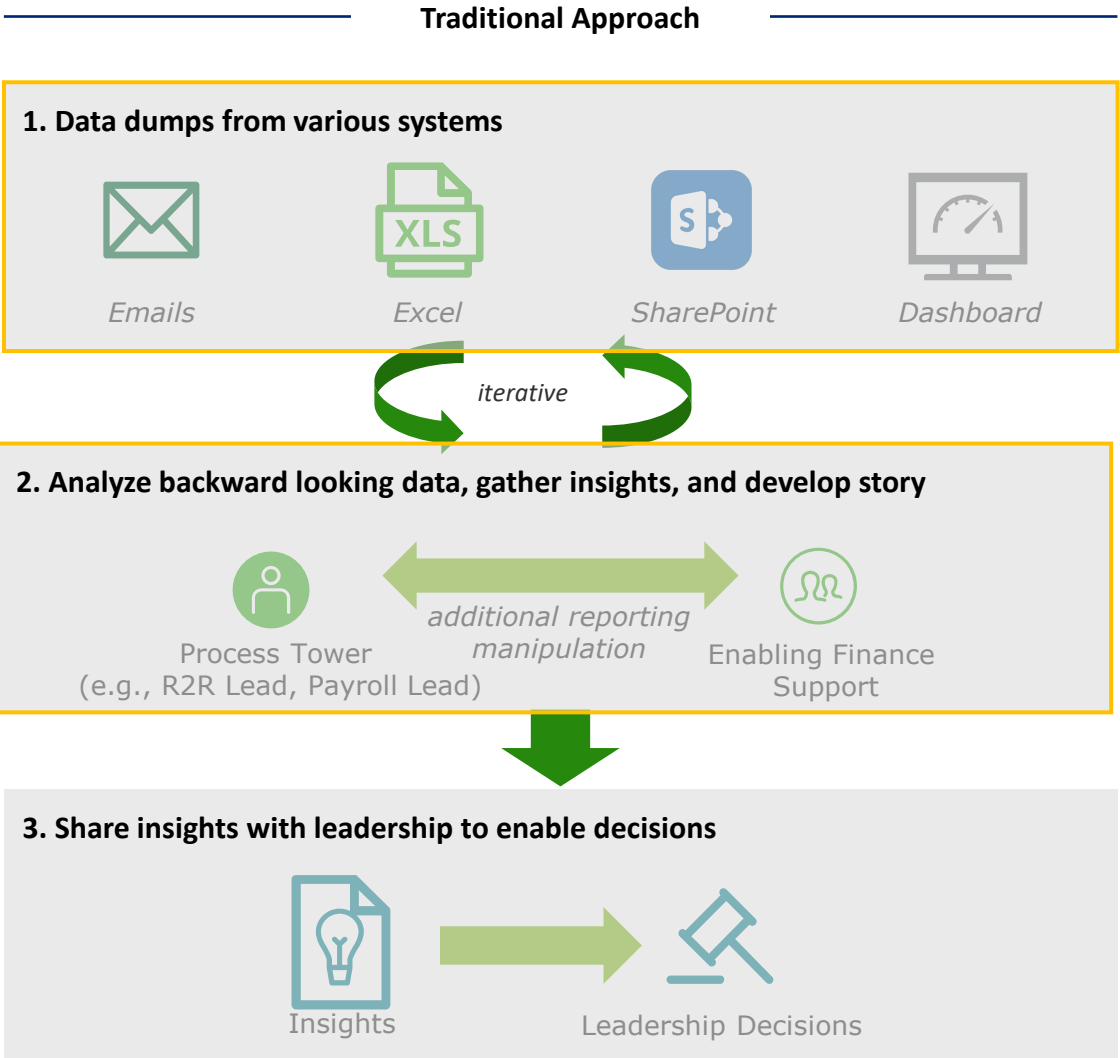 Traditional Approach
1. Data dumps from various systems
XLS
S
Emails
Excel
SharePoint
Dashboard
iterative
2. Analyze backward looking data, gather insights, and develop story
additional reporting
manipulation
Process Tower
(e.g., R2R Lead, Payroll Lead)
Enabling Finance
Support
3. Share insights with leadership to enable decisions
Insights
Leadership Decisions